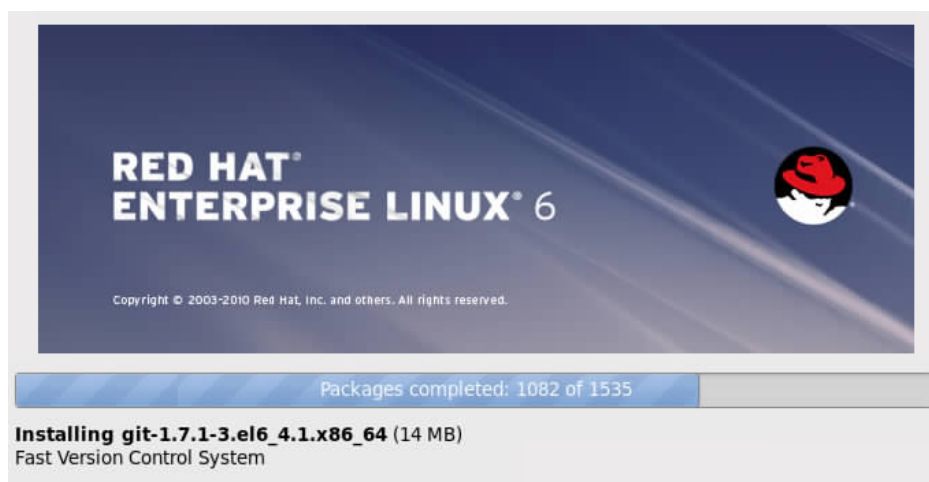 RED HAT®
ENTERPRISE LINUX® 6
Copyright © 2003-2010 Red Hat, Inc. and others. All rights reserved.
Packages completed: 1082 of 1535
Installing git-1.7.1-3.el6_4.1.x86_64 (14 MB)
Fast Version Control System